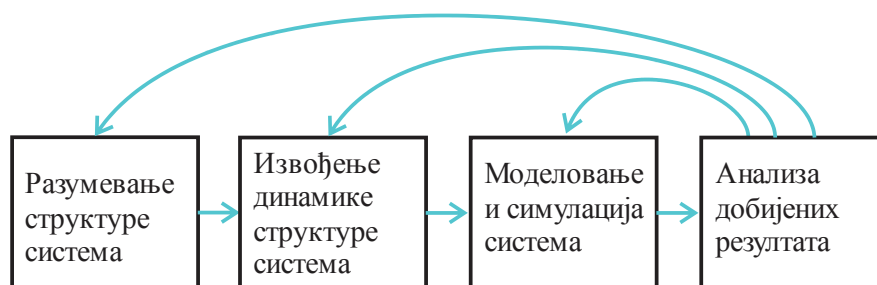 Разумевање
структуре
система
Извођење
динамике
структуре
система
Моделовање
и симулација
система
Анализа
добијених
резултата